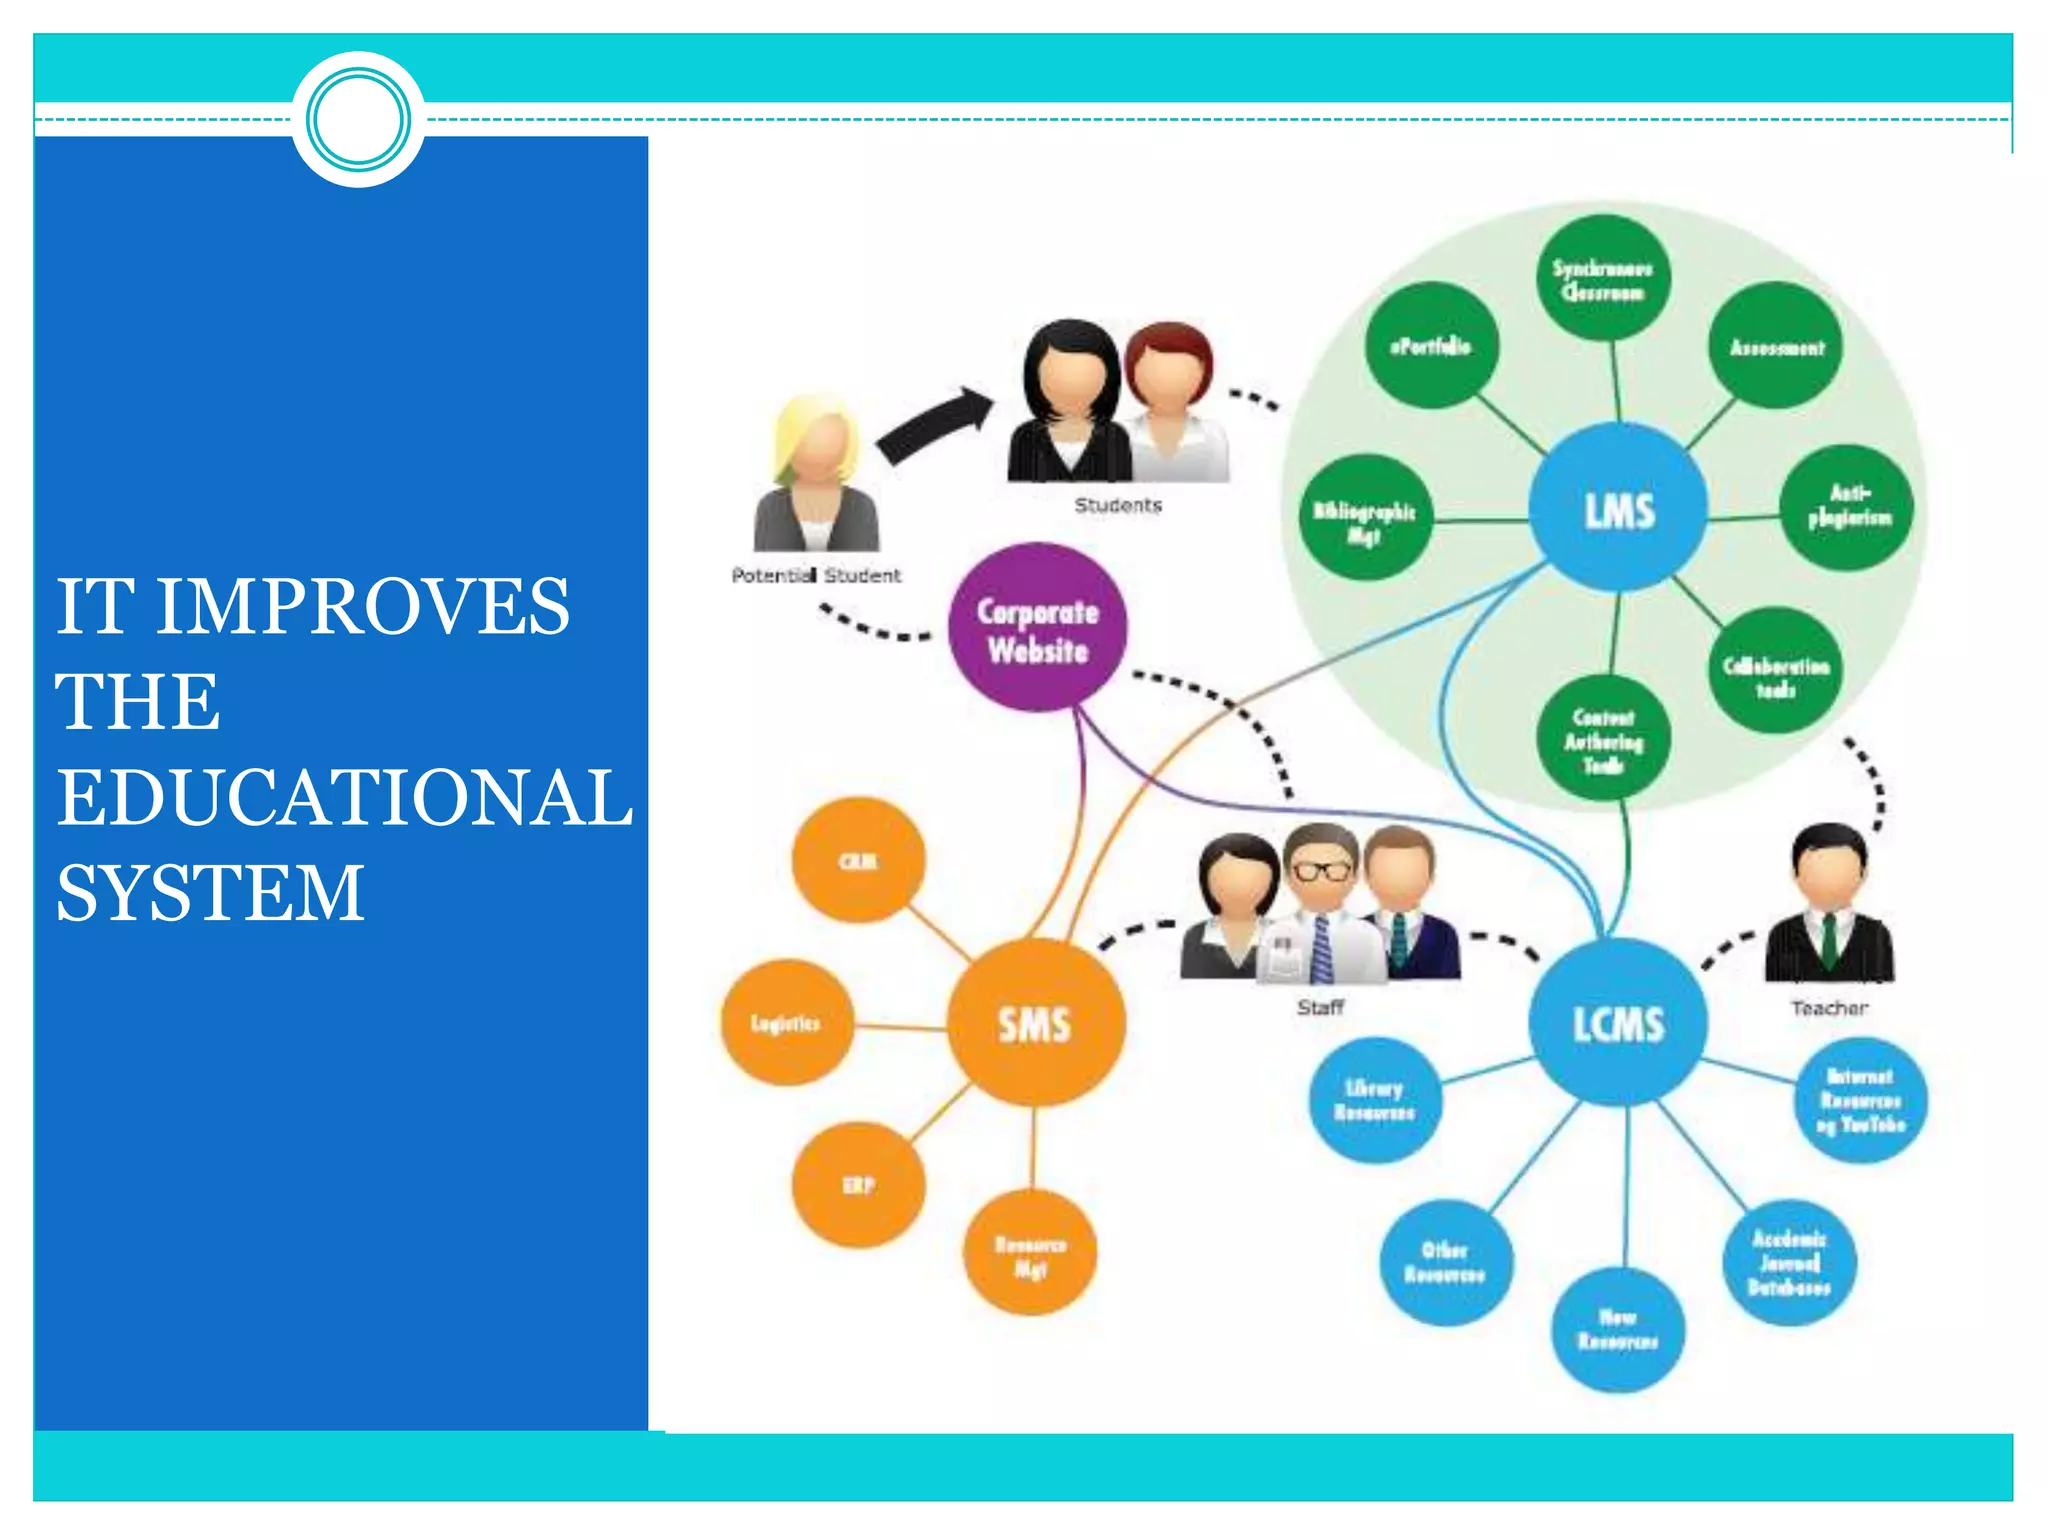 IT IMPROVES
THE
EDUCATIONAL
SYSTEM
Synchronous
Classroom
ePortfolio
Assessment
Students
Bibliographic
Mgt
LMS
Anti-
plagiarism
Potential Student
Corporate
Website
Collaboration
tools
Content
Authoring
Tools
CRM
Logistics
SMS
Staff
LCMS
Teacher
Library
Resources
Internet
Resources
eg YouTube
ERP
Resource
Mgt
Other
Resources
Academic
Journal
Databases
New
Resources